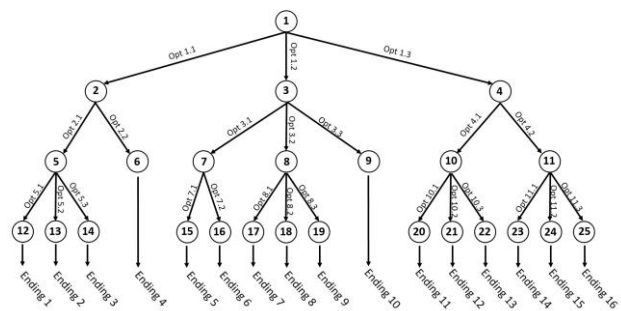 1
Opt 1.1
Opt 1.2
Opt 1.3
2
3
4
Opt 2.1
Opt 2.2
Opt 3.1
Opt 3.2
Opt 3.3
Opt 4.1
Opt 4.2
5
6
7
8
9
10
11
Opt 5.1
Opt 5.2
Opt 5.3
Opt 7.1
Opt 7.2
Opt 8.1
Opt 8.2
Opt 8.3
Opt 10.1
Opt 10.2
Opt 10.3
Opt 11.1
Opt 11.2
Opt 11.3
12
13
14
15
16
17
18
19
20
21
22
23
24
25
Ending 1
Ending 2
Ending 3
Ending 4
Ending 5
Ending 6
Ending 7
Ending 8
Ending 9
Ending 10
Ending 11
Ending 12
Ending 13
Ending 14
Ending 15
Ending 16